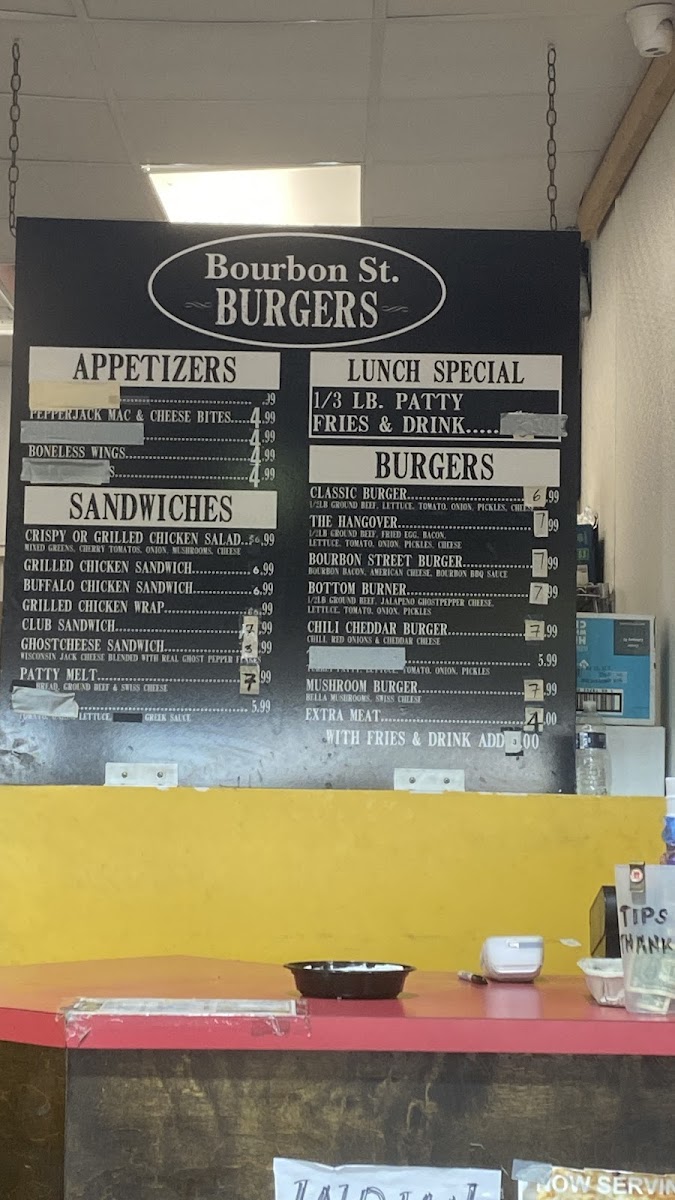 Bourbon St.
BURGERS
APPETIZERS
.99
PEPPERJACK MAC & CHEESE BITES.....4.99
4.99
BONELESS WINGS 4.99
S 4.99
SANDWICHES
CRISPY OR GRILLED CHICKEN SALAD .99
MIXED GREENS, CHERRY TOMATOS, ONION, MUSHROOMS, CHEESE
GRILLED CHICKEN SANDWICH 6.99
BUFFALO CHICKEN SANDWICH 6.99
GRILLED CHICKEN WRAP .99
CLUB SANDWICH 7.99
GHOSTCHEESE SANDWICH .99
WISCONSIN JACK CHEESE BLENDED WITH REAL GHOST PEPPER
PATTY MELT 7.99
BREAD, GROUND BEEF & SWISS CHEESE
5.99
LETTUCE, GREEK SAUCE
LUNCH SPECIAL
1/3 LB. PATTY
FRIES & DRINK.....
BURGERS
CLASSIC BURGER 6.99
1/2LB GROUND BEEF, LETTUCE, TOMATO, ONION, PICKLES,
THE HANGOVER 7.99
1/2LB GROUND BEEF, FRIED EGG, BACON,
LETTUCE, TOMATO, ONION, PICKLES, CHEESE
BOURBON STREET BURGER 7.99
BOURBON BACON, AMERICAN CHEESE, BOURBON BBQ SAUCE
BOTTOM BURNER 7.99
1/2LB GROUND BEEF, JALAPENO GHOSTPEPPER CHEESE,
LETTUCE, TOMATO, ONION, PICKLES
CHILI CHEDDAR BURGER 7.99
CHILI, RED ONIONS & CHEDDAR CHEESE
5.99
LETTUCE, TOMATO, ONION, PICKLES
MUSHROOM BURGER 7.99
BELLA MUSHROOMS, SWISS CHEESE
EXTRA MEAT 4.00
WITH FRIES & DRINK ADD .00
TIPS
THANK
NOW SERVIN